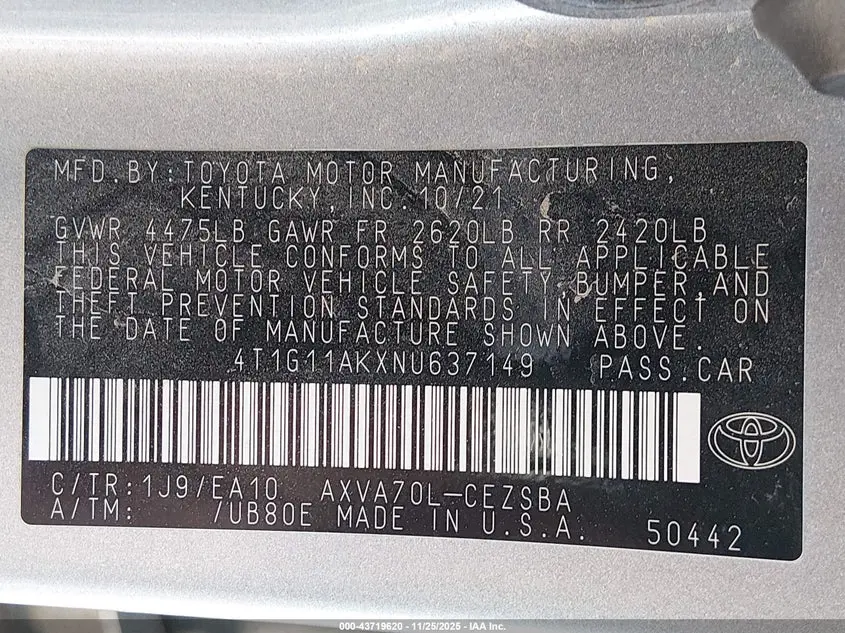 MFD.BY:TOYOTA MOTOR MANUFACTURING,
KENTUCKY, INC. 10/21
GVWR 4475LB GAWR FR 2620LB RR 2420LB
THIS VEHICLE CONFORMS TO ALL APPLICABLE
FEDERAL MOTOR VEHICLE SAFETY,BUMPER,AND
THEFT PREVENTION STANDARDS IN EFFECT ON
THE DATE OF MANUFACTURE SHOWN ABOVE.
4T1G11AKXNU637149 PASS.CAR
C/TR:1J9/EA10 AXVA70L-CEZSBA
A/TM: /UB80E MADE IN U.S.A. 50442
000-43719620 - 11/25/2025 - IAA Inc.